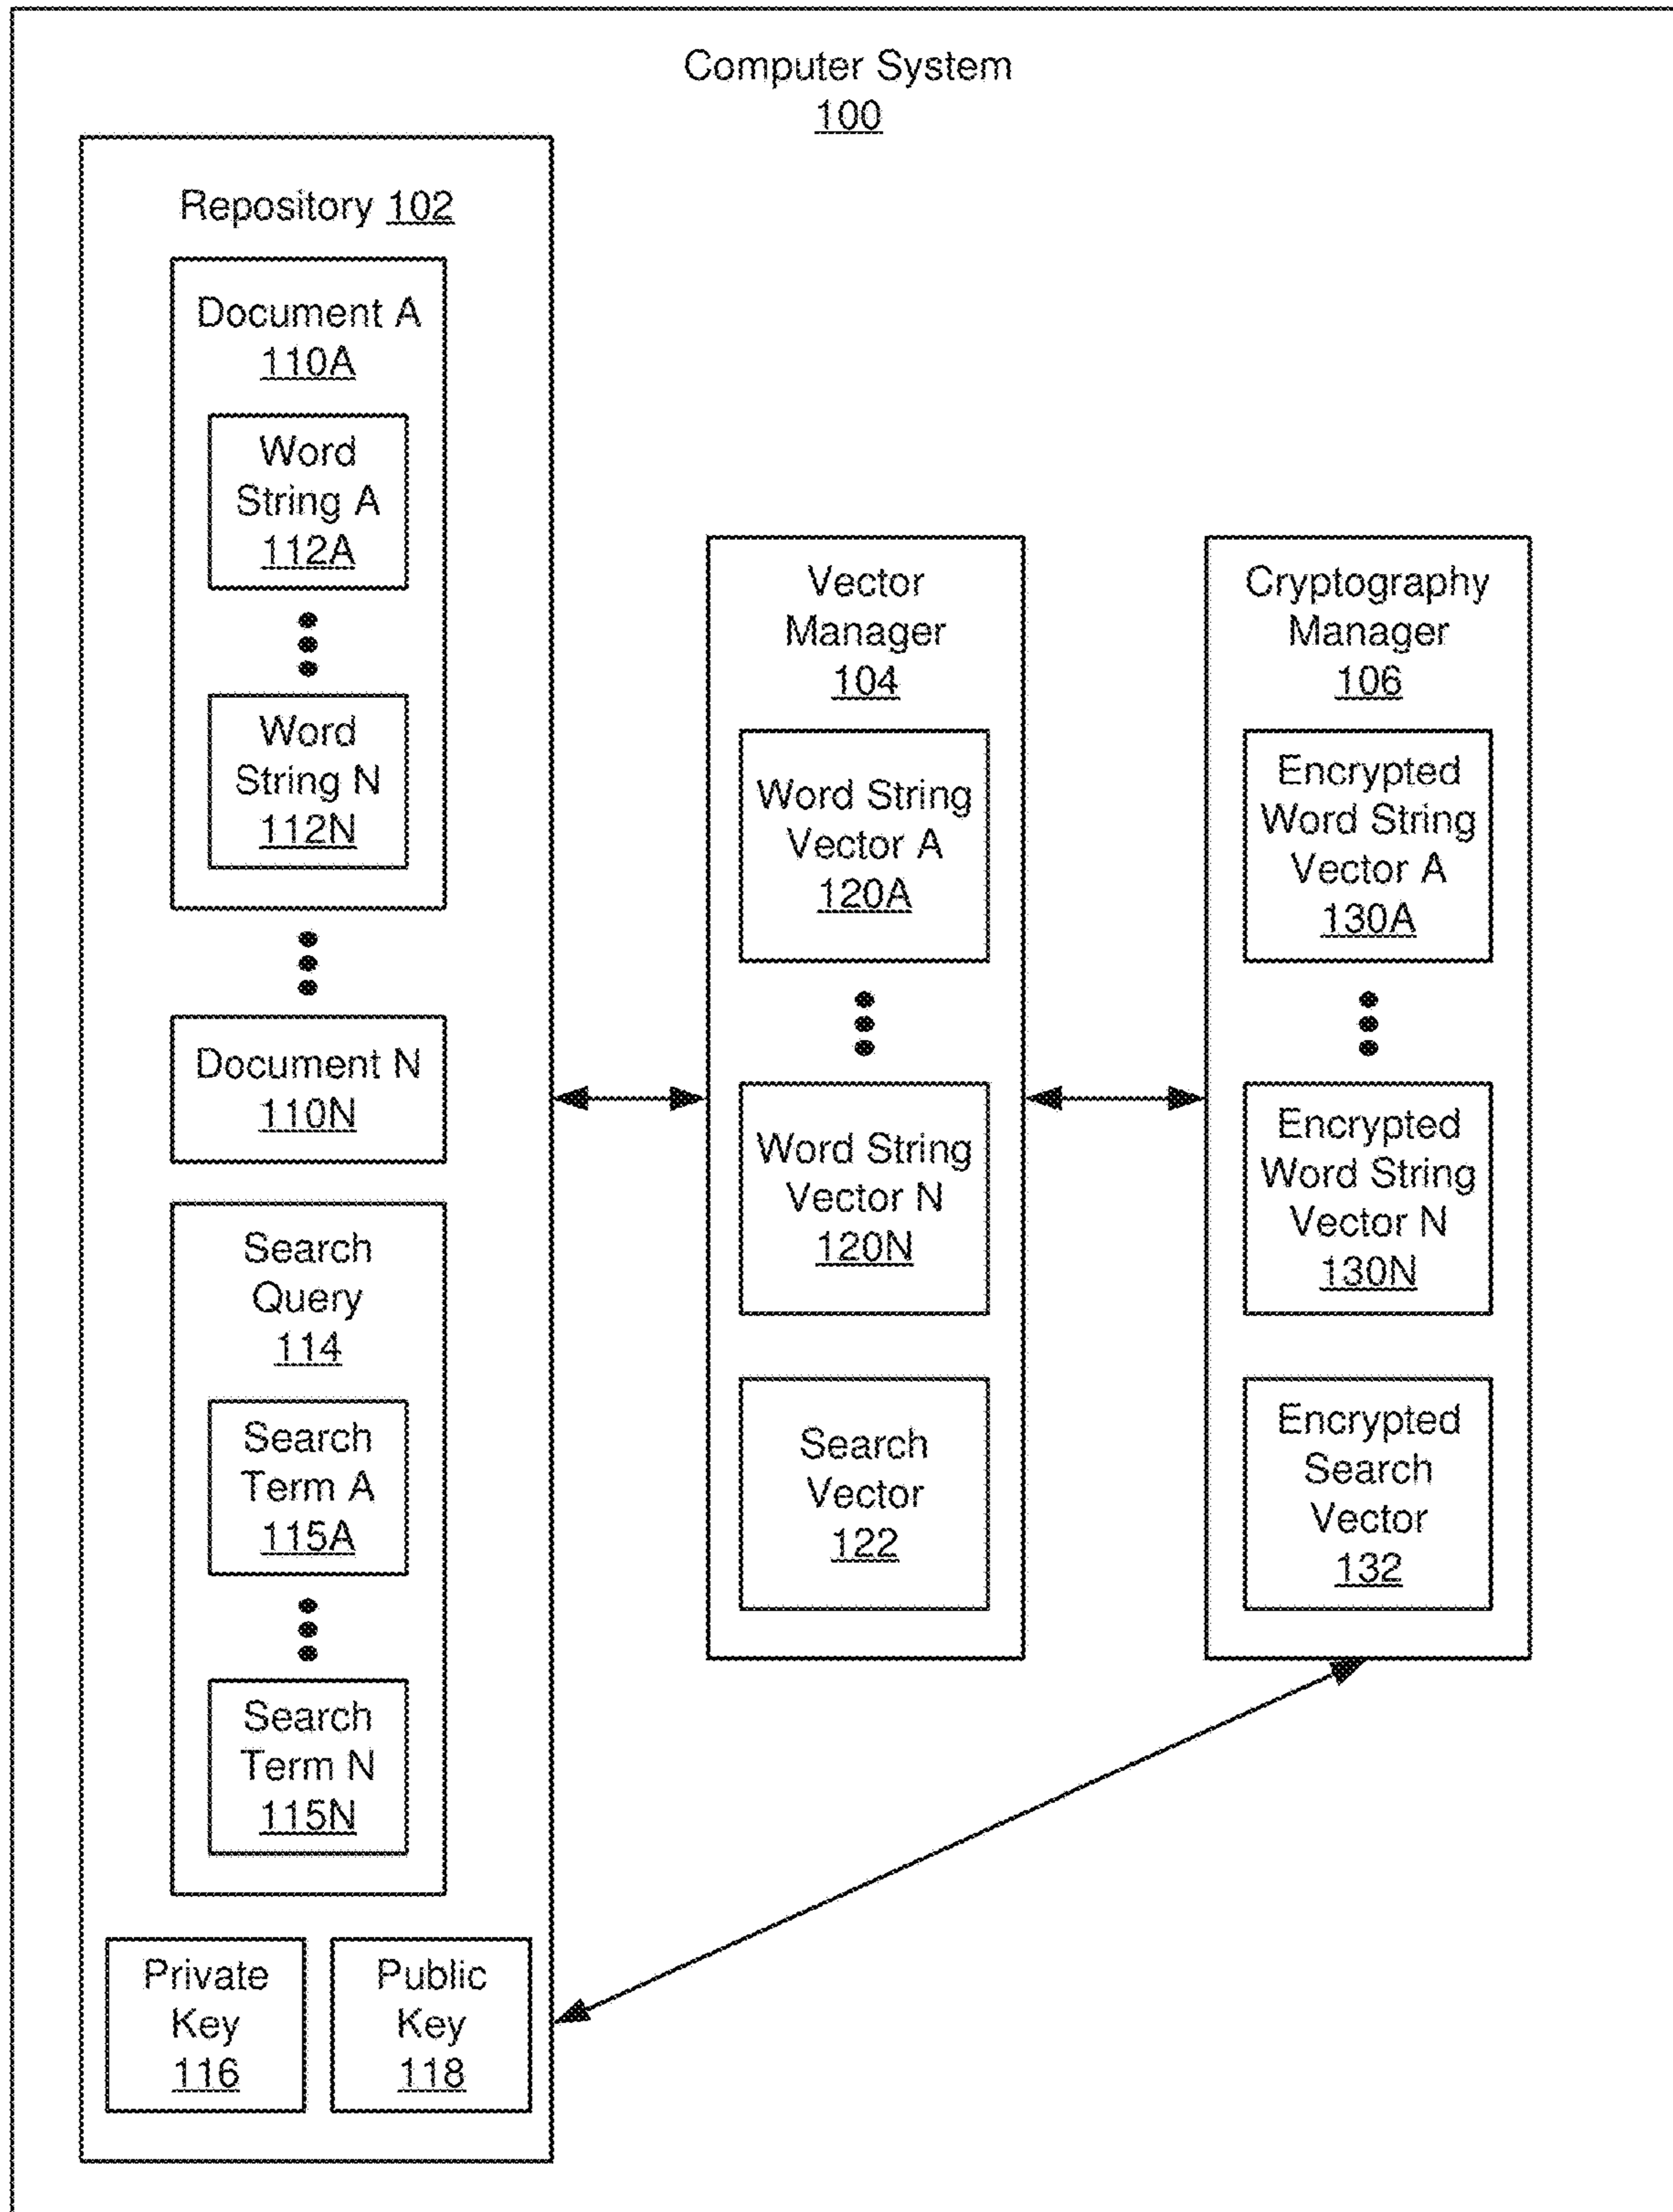 Computer System
100
Repository 102
Document A
110A
Word
String A
112A
Word
String N
112N
Document N
110N
Search
Query
114
Search
Term A
115A
Search
Term N
115N
Private
Key
116
Public
Key
118
Vector
Manager
104
Word String
Vector A
120A
Word String
Vector N
120N
Search
Vector
122
Cryptography
Manager
106
Encrypted
Word String
Vector A
130A
Encrypted
Word String
Vector N
130N
Encrypted
Search
Vector
132